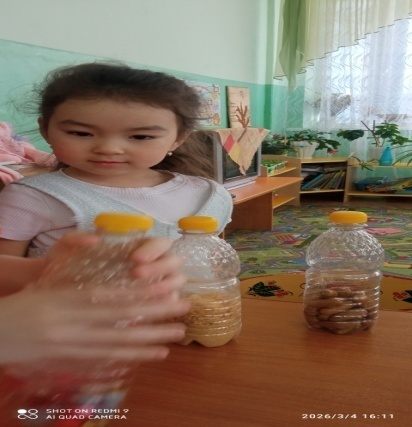 SHOT ON REDMI 9
AI QUAD CAMERA
2026/3/4 16:11